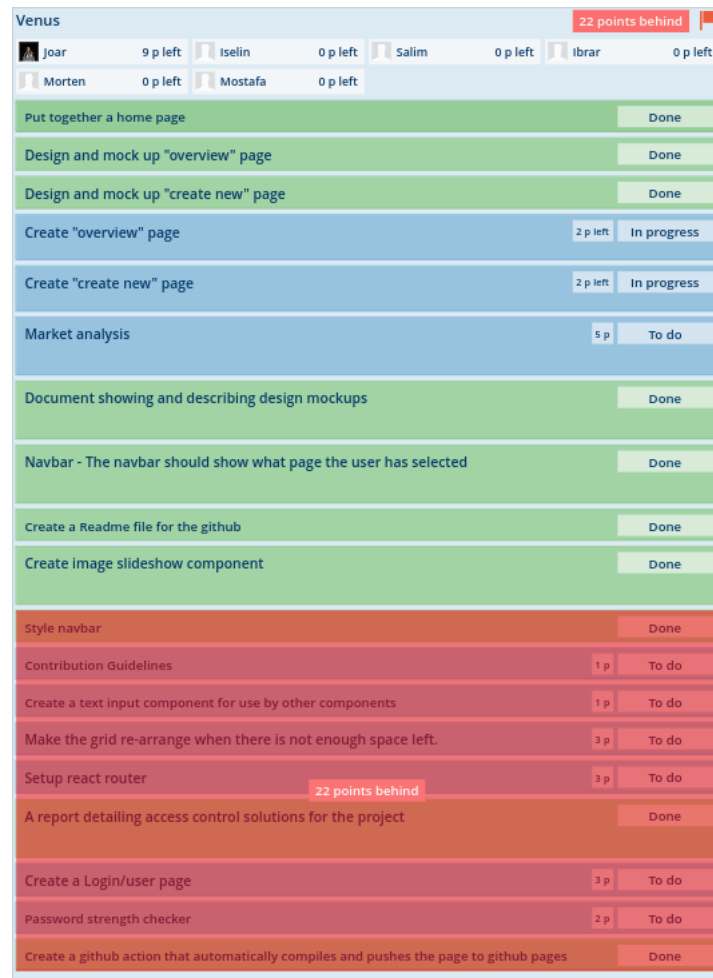 Venus 22 points behind
Joar 9 p left Iselin 0 p left Salim 0 p left Ibrar 0 p left
Morten 0 p left Mostafa 0 p left
Put together a home page Done
Design and mock up "overview" page Done
Design and mock up "create new" page Done
Create "overview" page 2 p left In progress
Create "create new" page 2 p left In progress
Market analysis 5 p To do
Document showing and describing design mockups Done
Navbar - The navbar should show what page the user has selected Done
Create a Readme file for the github Done
Create image slideshow component Done
Style navbar Done
Contribution Guidelines 1 p To do
Create a text input component for use by other components 1 p To do
Make the grid re-arrange when there is not enough space left. 3 p To do
Setup react router 3 p To do
22 points behind
A report detailing access control solutions for the project Done
Create a Login/user page 3 p To do
Password strength checker 2 p To do
Create a github action that automatically compiles and pushes the page to github pages Done